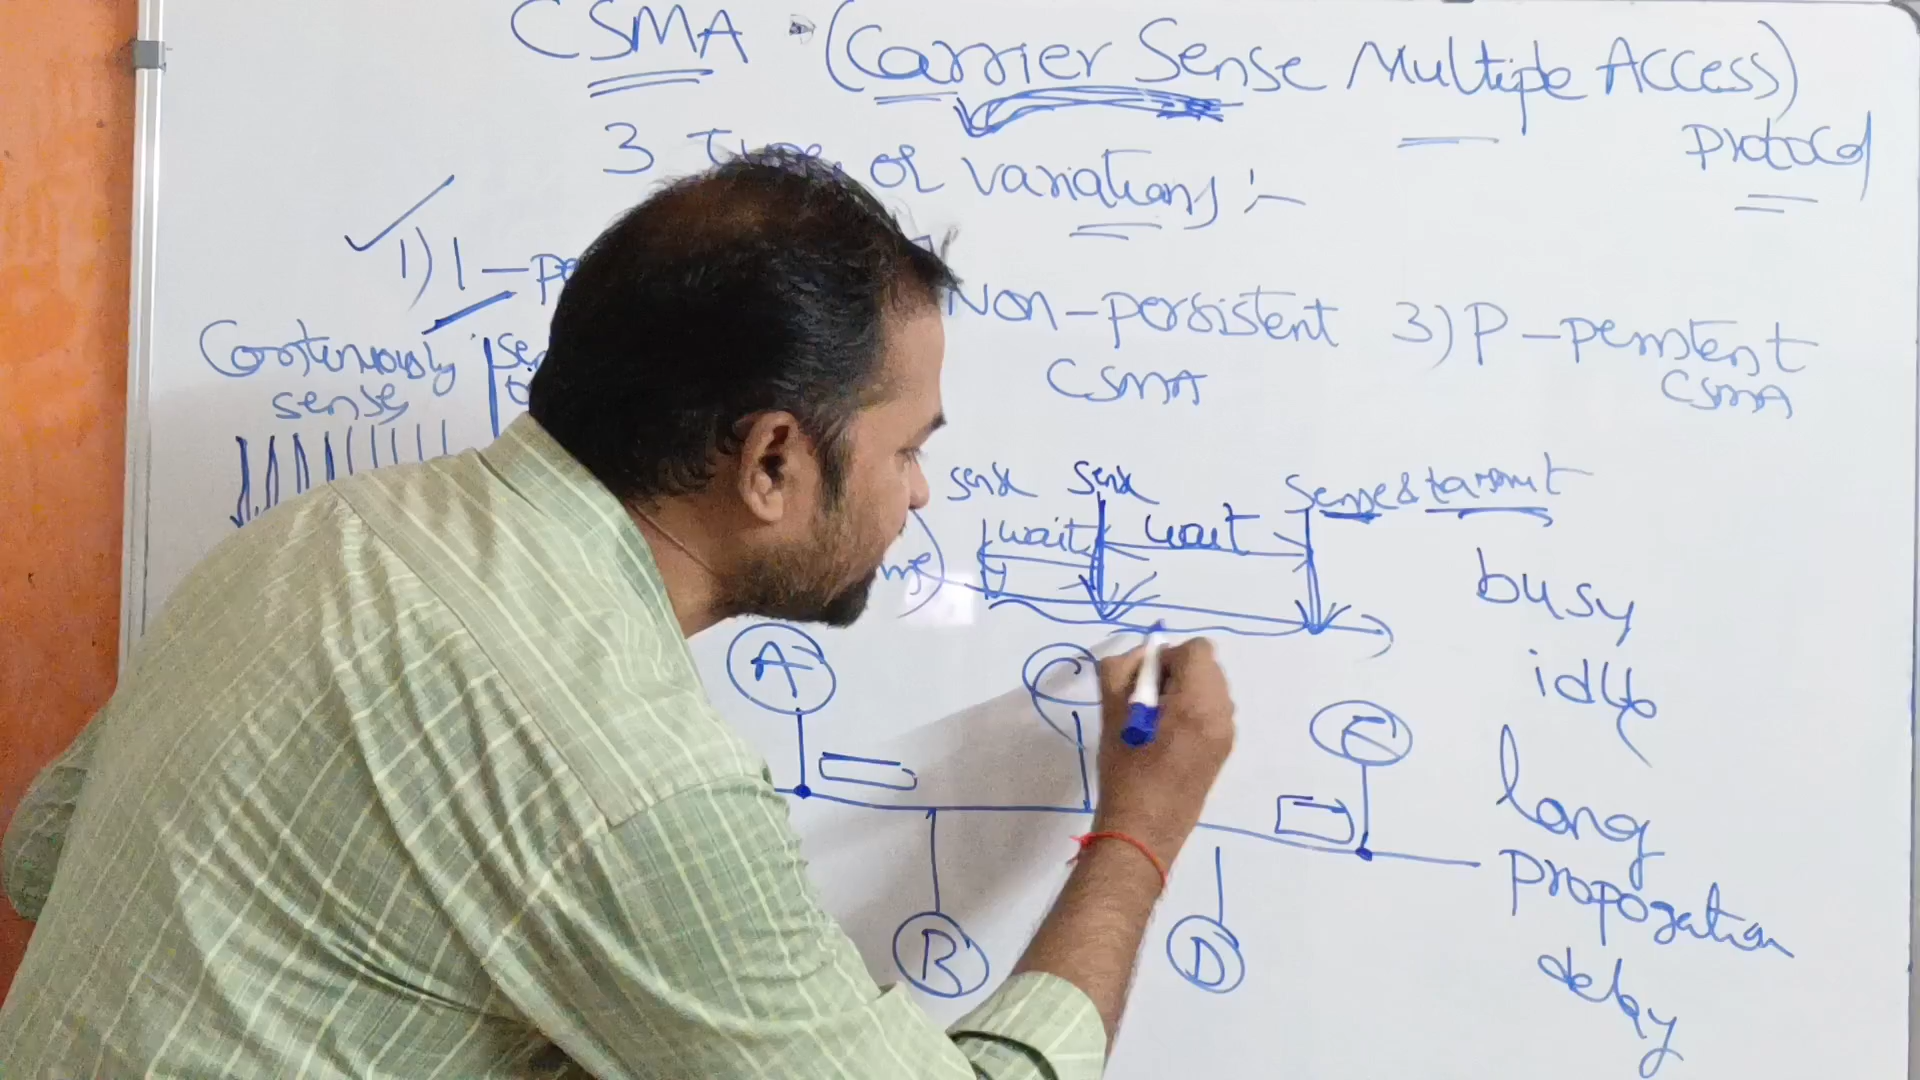 CSMA (Carrier Sense Multiple Access)
protocol
3 of variations :-
1) 1 - Non-persistent 3) P-persistent
CSMA CSMA
Continuously
sense
sense sense Sense & transmit
wait wait
busy
idle
A C E
long
propogation
delay
B D